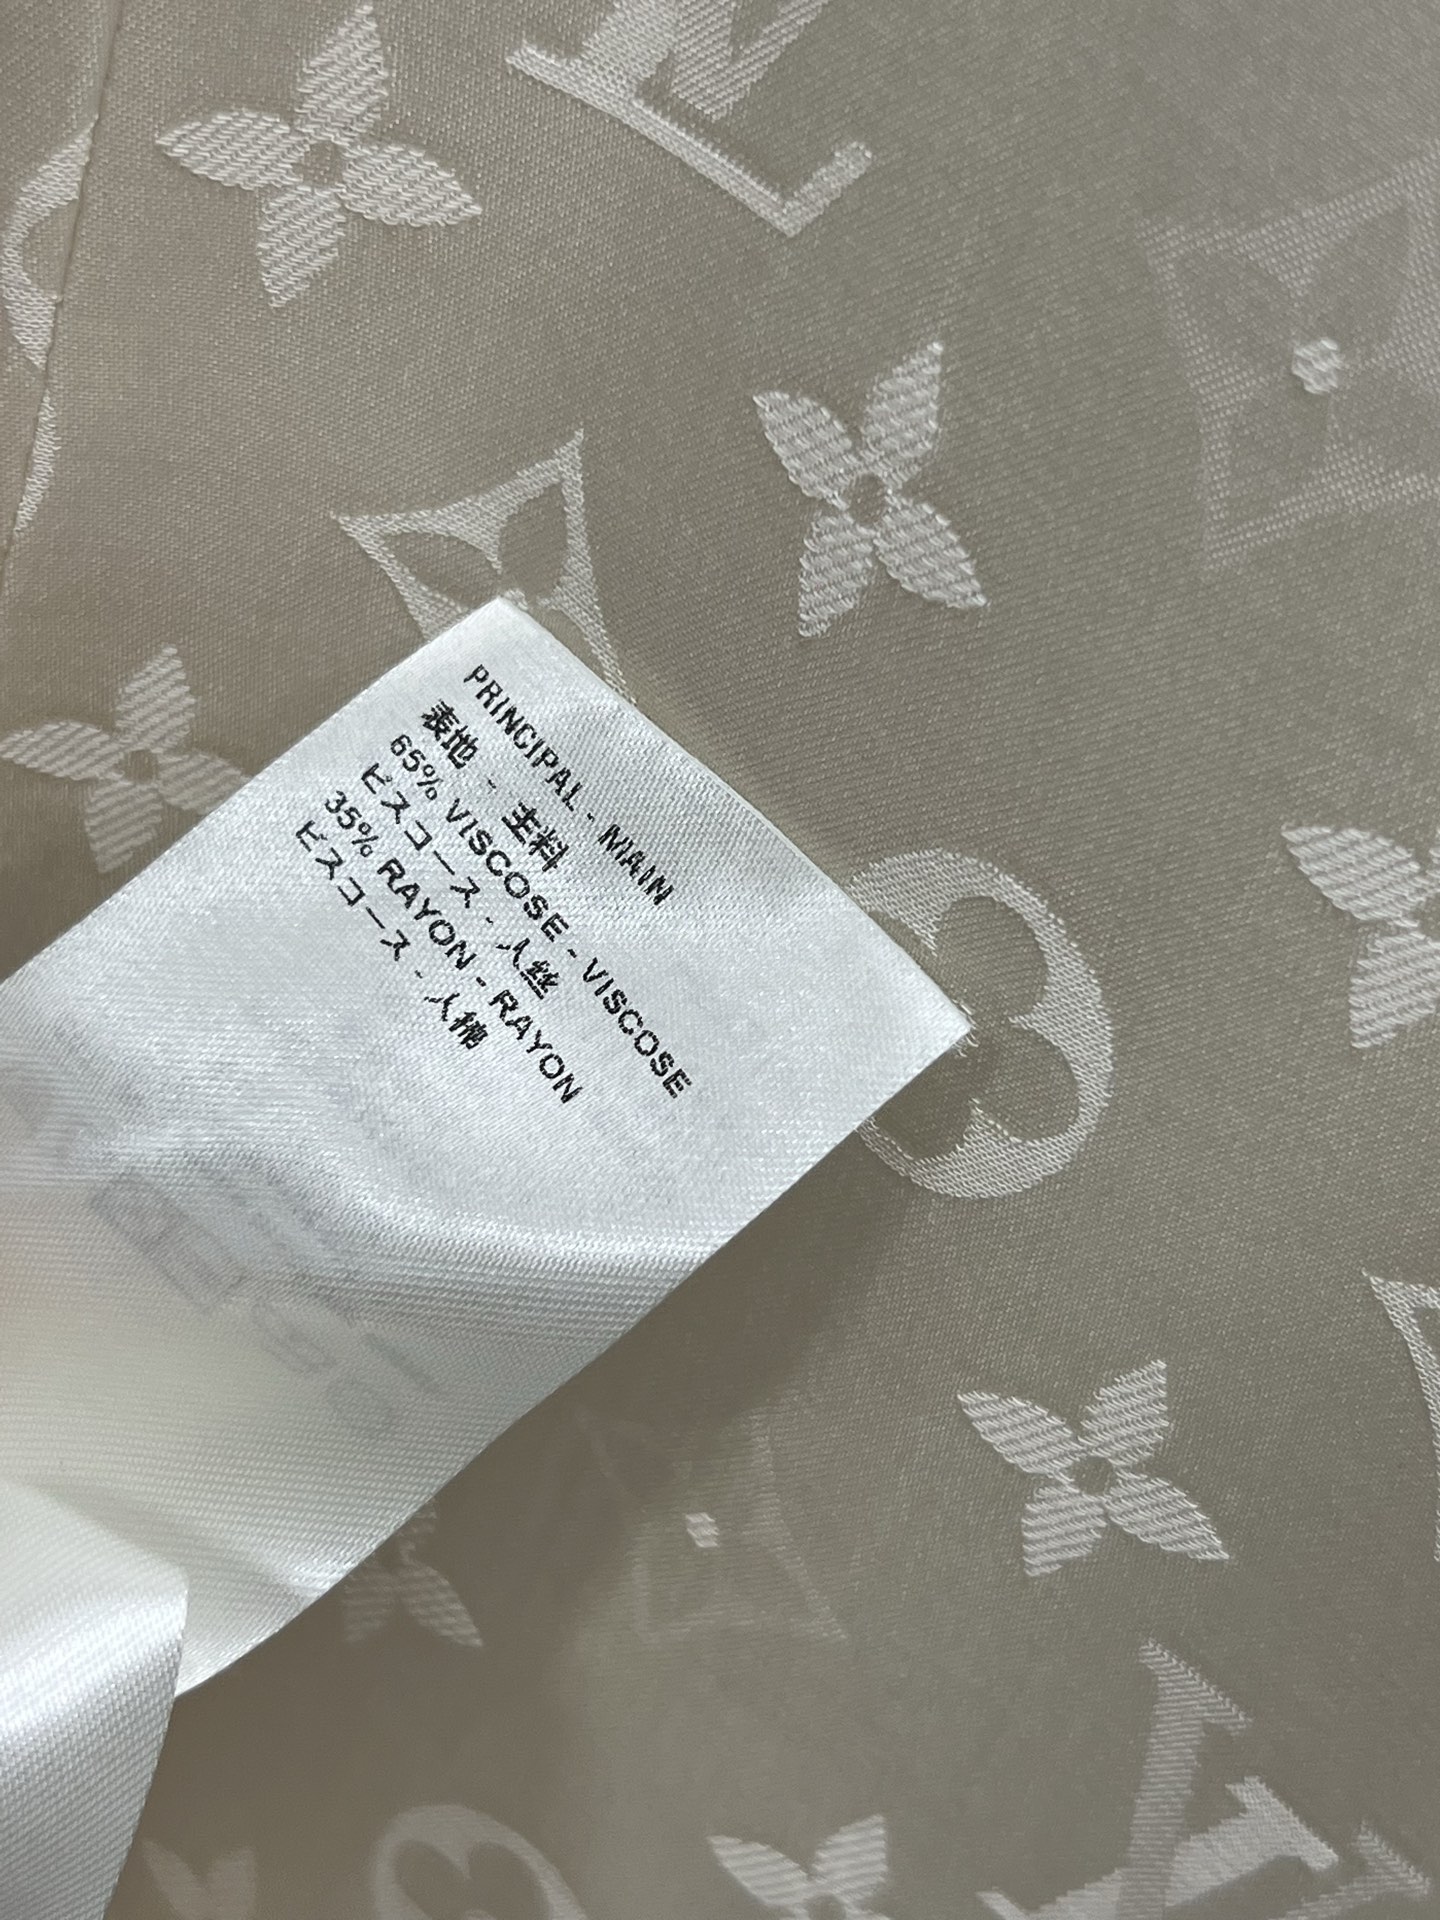 PRINCIPAL - MAIN
表地 - 主料
65% VISCOSE - VISCOSE
ビスコース - 人丝
35% RAYON - RAYON
ビスコース - 人棉